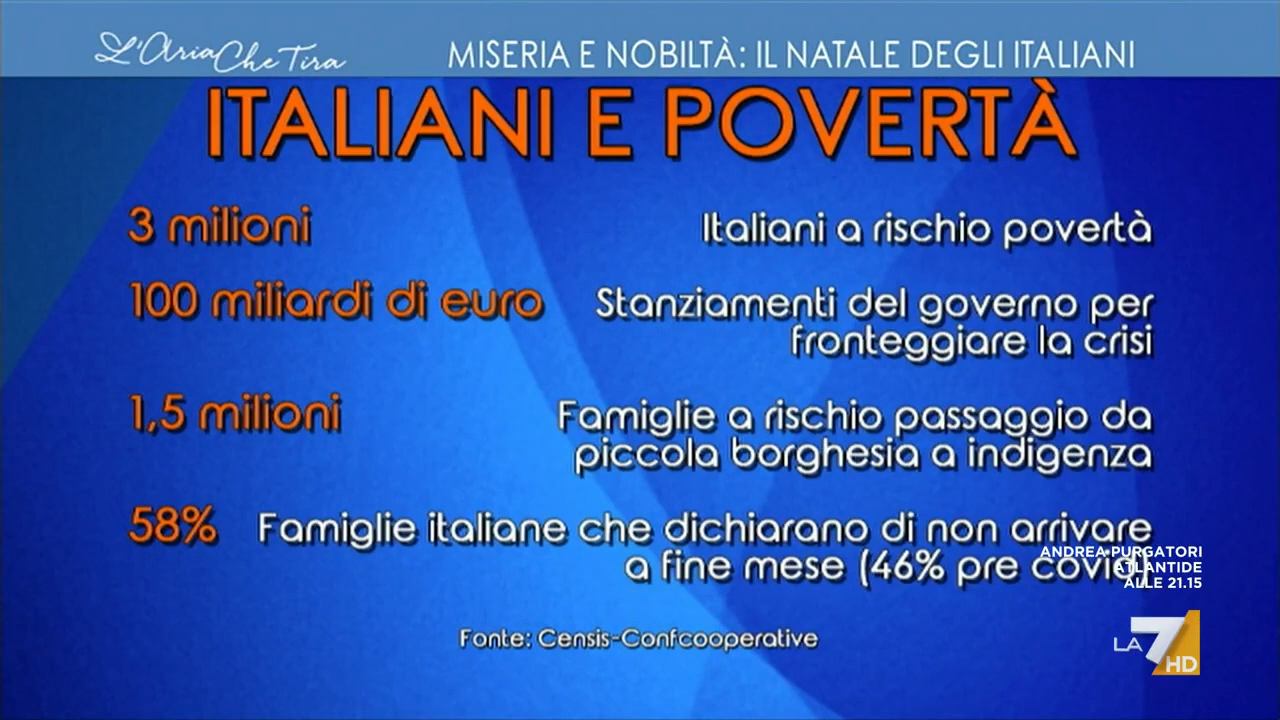 L'Aria Che Tira
MISERIA E NOBILTÀ: IL NATALE DEGLI ITALIANI
ITALIANI E POVERTÀ
3 milioni Italiani a rischio povertà
100 miliardi di euro Stanziamenti del governo per
fronteggiare la crisi
1,5 milioni Famiglie a rischio passaggio da
piccola borghesia a indigenza
58% Famiglie italiane che dichiarano di non arrivare
a fine mese (46% pre covid)
ANDREA PURGATORI
ATLANTIDE
ALLE 21.15
Fonte: Censis-Confcooperative
LA 7 HD